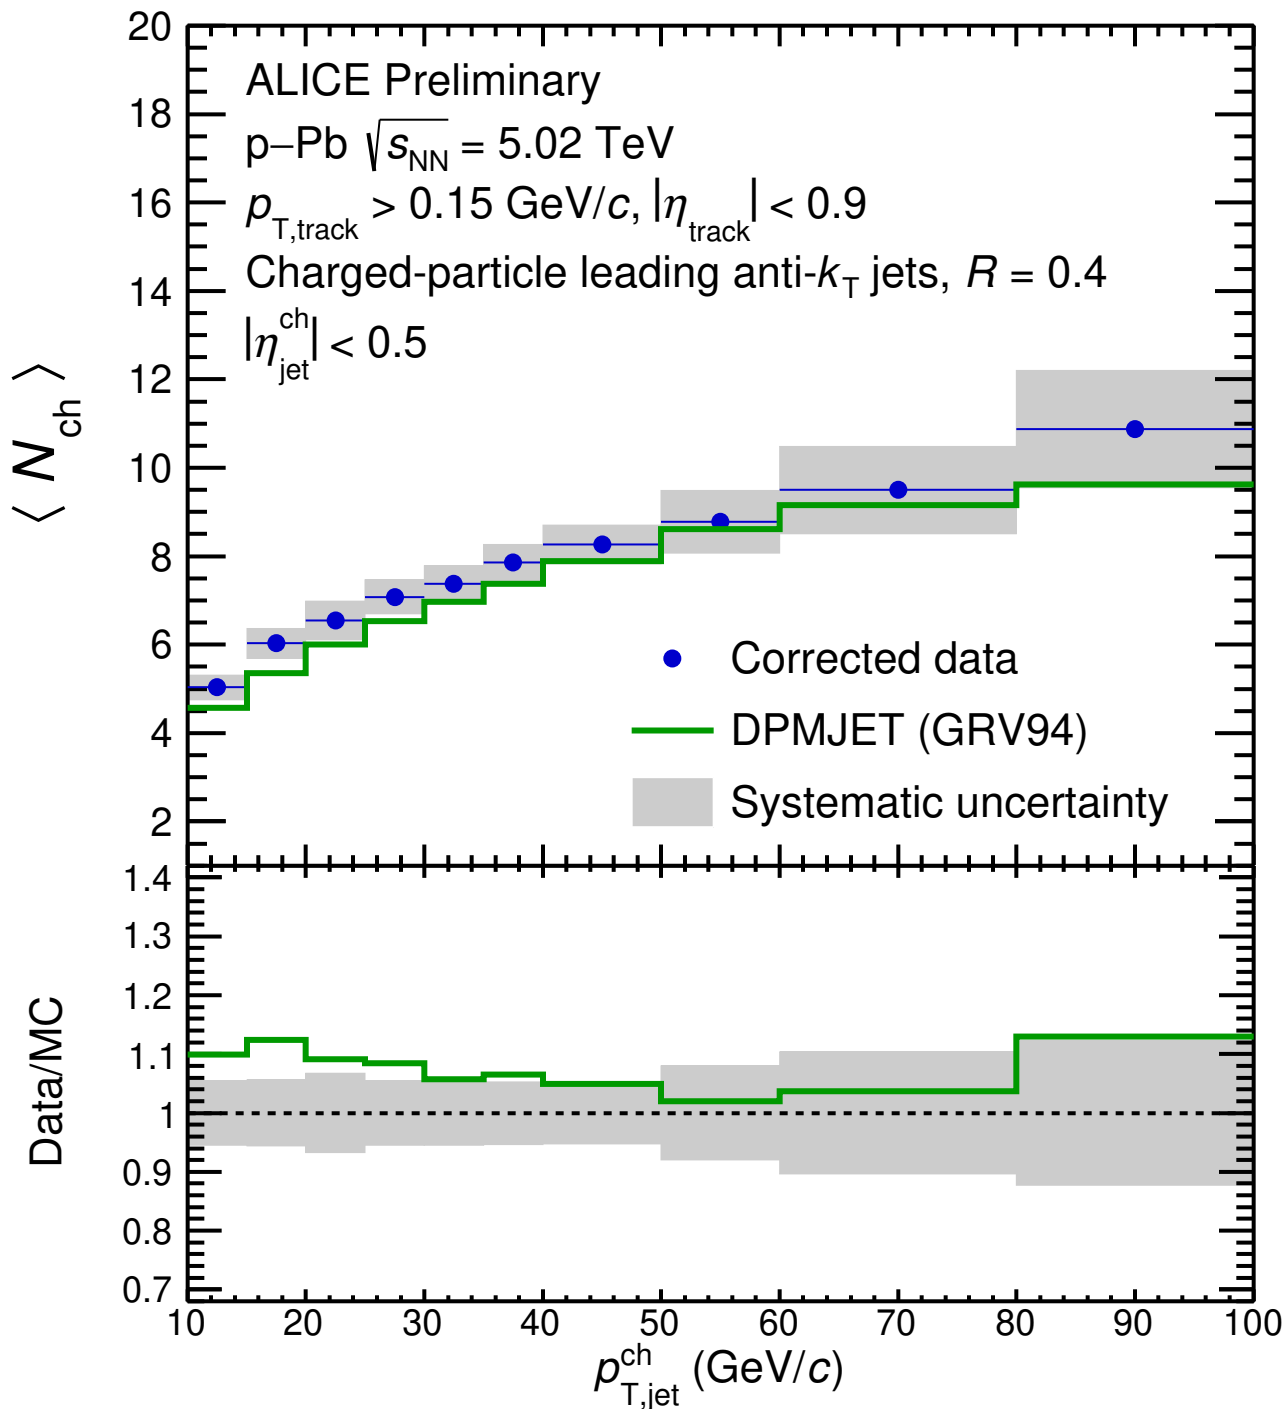 20
18
16
14
12
10
8
6
4
2
ALICE Preliminary
p–Pb √sNN = 5.02 TeV
pT,track > 0.15 GeV/c, |ηtrack| < 0.9
Charged-particle leading anti-kT jets, R = 0.4
|ηjetch| < 0.5
⟨ Nch ⟩
Corrected data
DPMJET (GRV94)
Systematic uncertainty
1.4
1.3
1.2
1.1
1
0.9
0.8
0.7
Data/MC
10 20 30 40 50 60 70 80 90 100
pT,jetch (GeV/c)